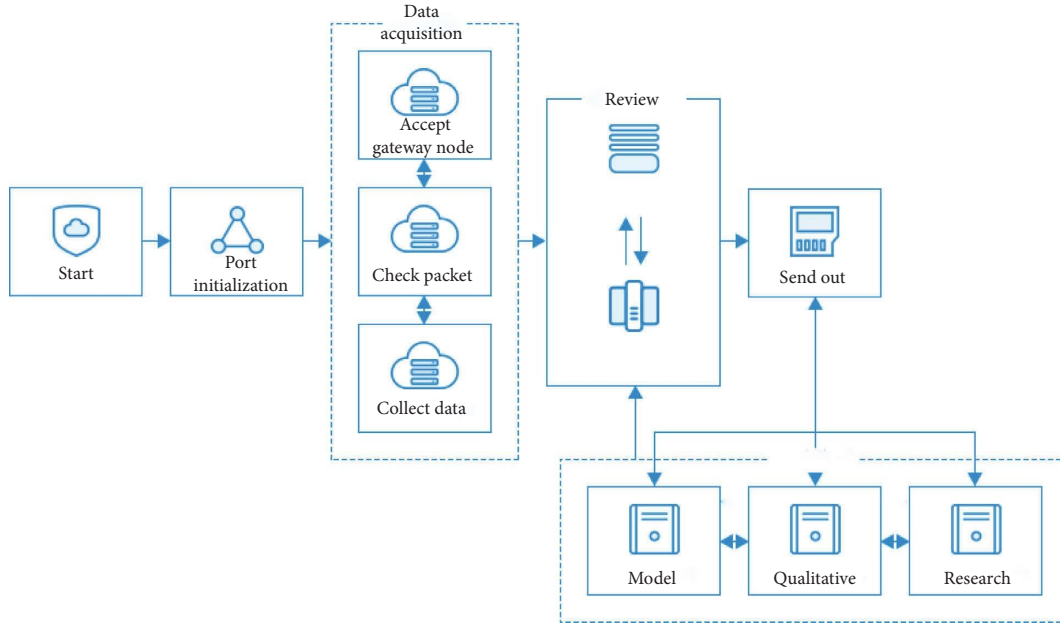 Data
acquisition
Accept
gateway node
Check packet
Collect data
Start
Port
initialization
Review
Send out
Model
Qualitative
Research